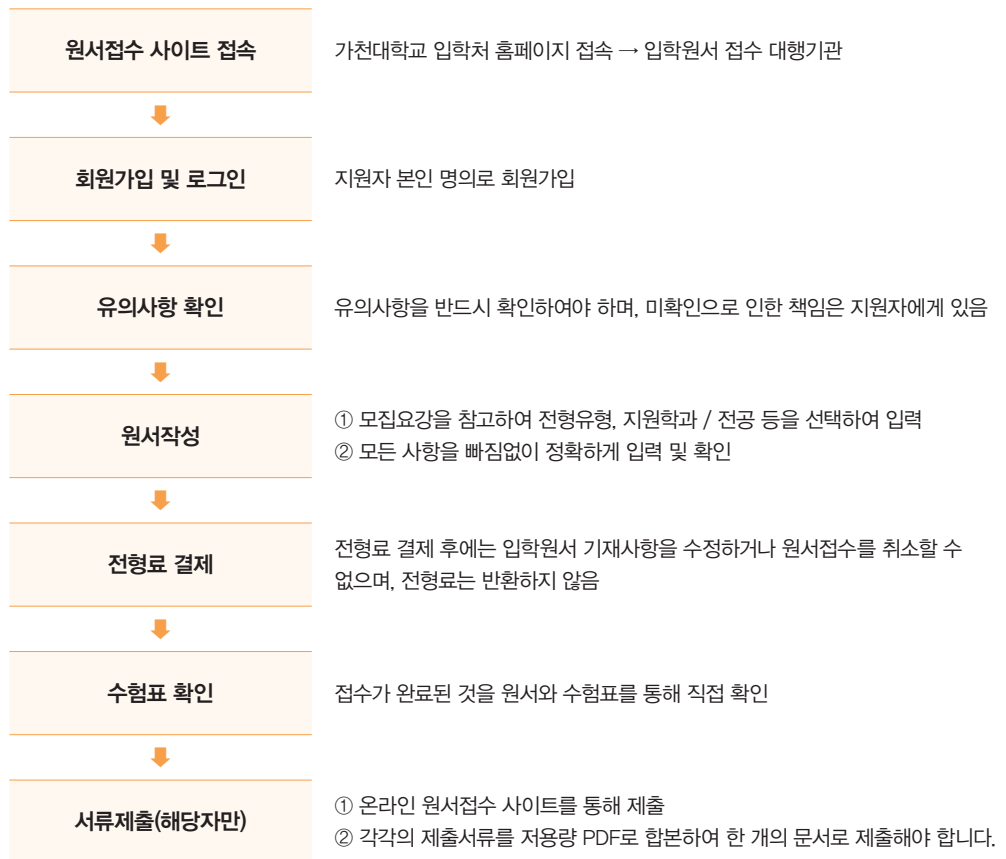 원서접수 사이트 접속
가천대학교 입학처 홈페이지 접속 → 입학원서 접수 대행기관
회원가입 및 로그인
지원자 본인 명의로 회원가입
유의사항 확인
유의사항을 반드시 확인하여야 하며, 미확인으로 인한 책임은 지원자에게 있음
원서작성
① 모집요강을 참고하여 전형유형, 지원학과 / 전공 등을 선택하여 입력
② 모든 사항을 빠짐없이 정확하게 입력 및 확인
전형료 결제
전형료 결제 후에는 입학원서 기재사항을 수정하거나 원서접수를 취소할 수
없으며, 전형료는 반환하지 않음
수험표 확인
접수가 완료된 것을 원서와 수험표를 통해 직접 확인
서류제출(해당자만)
① 온라인 원서접수 사이트를 통해 제출
② 각각의 제출서류를 저용량 PDF로 합본하여 한 개의 문서로 제출해야 합니다.